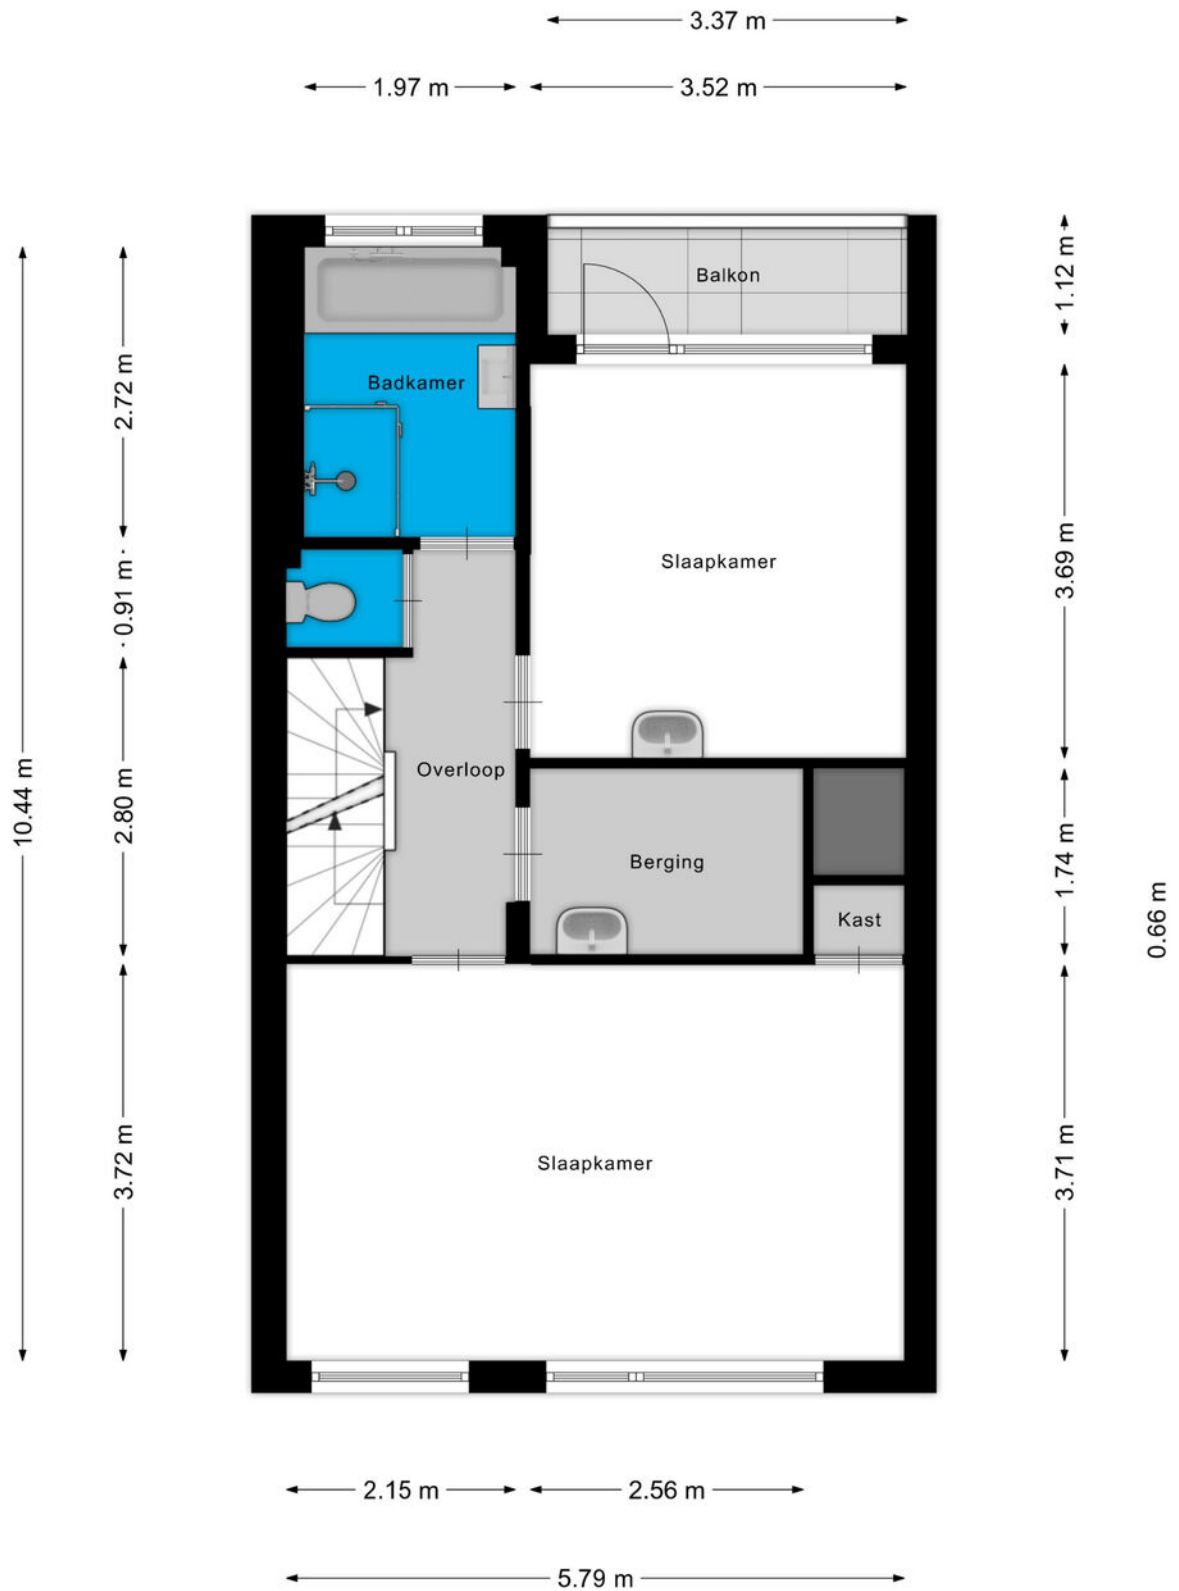 3.37 m
1.97 m
3.52 m
Balkon
1.12 m
Badkamer
2.72 m
Slaapkamer
3.69 m
0.91 m
Overloop
10.44 m
2.80 m
Berging
1.74 m
Kast
0.66 m
Slaapkamer
3.72 m
3.71 m
2.15 m
2.56 m
5.79 m